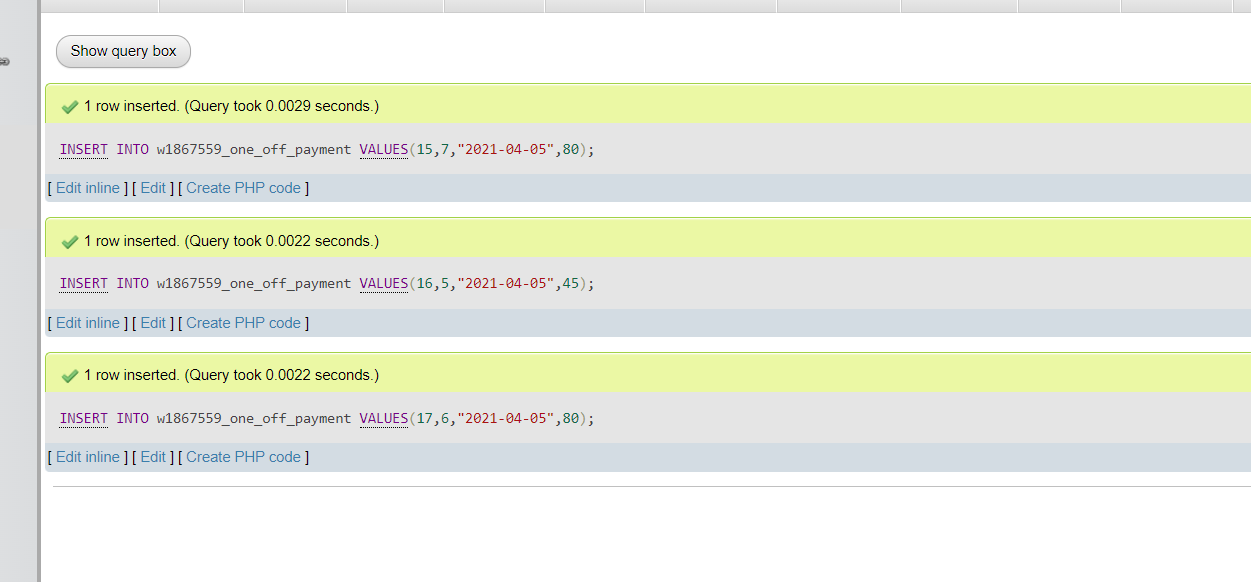 Show query box
1 row inserted. (Query took 0.0029 seconds.)
INSERT INTO w1867559_one_off_payment VALUES(15,7,"2021-04-05",80);
[ Edit inline ] [ Edit ] [ Create PHP code ]
1 row inserted. (Query took 0.0022 seconds.)
INSERT INTO w1867559_one_off_payment VALUES(16,5,"2021-04-05",45);
[ Edit inline ] [ Edit ] [ Create PHP code ]
1 row inserted. (Query took 0.0022 seconds.)
INSERT INTO w1867559_one_off_payment VALUES(17,6,"2021-04-05",80);
[ Edit inline ] [ Edit ] [ Create PHP code ]